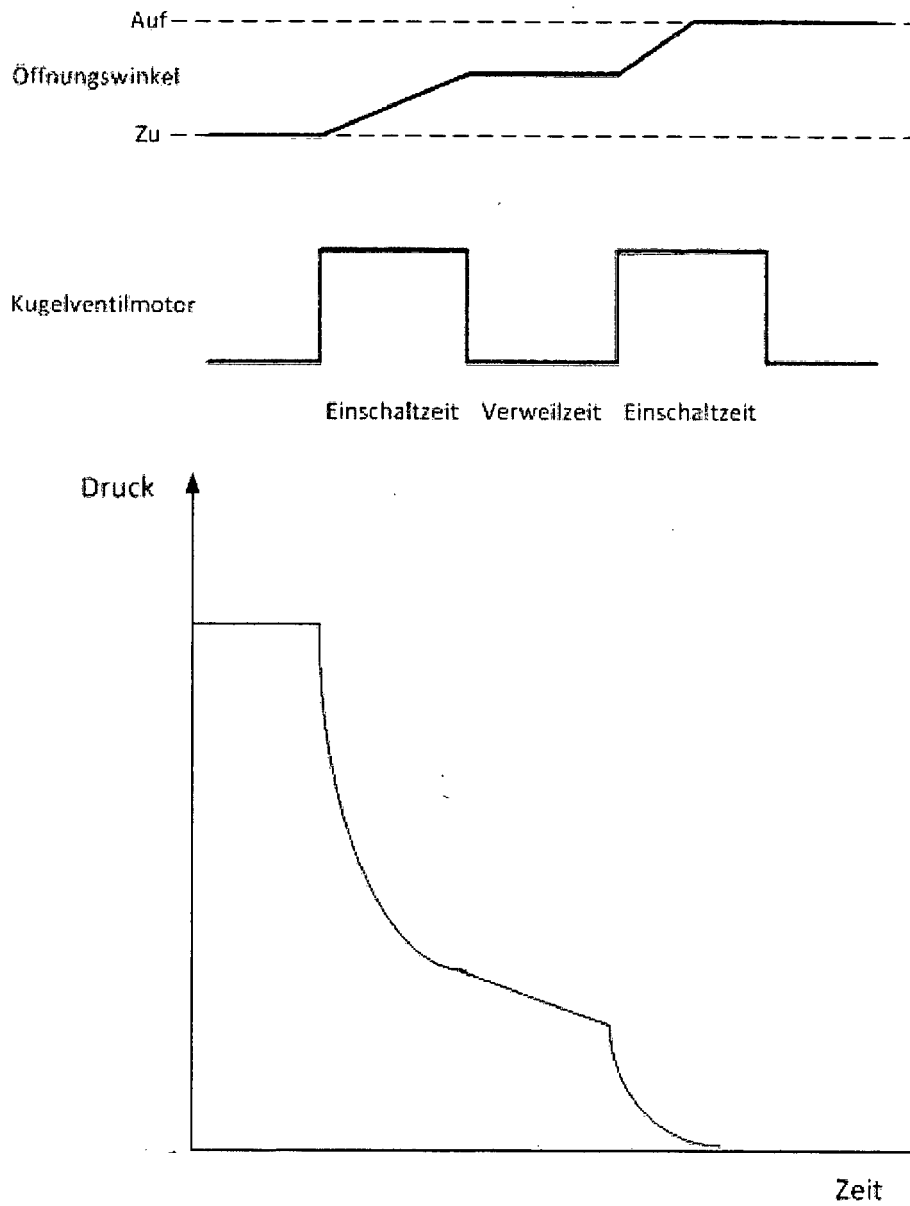 Auf
Öffnungswinkel
Zu
Kugelventilmotor
Einschaltzeit Verweilzeit Einschaltzeit
Druck
Zeit